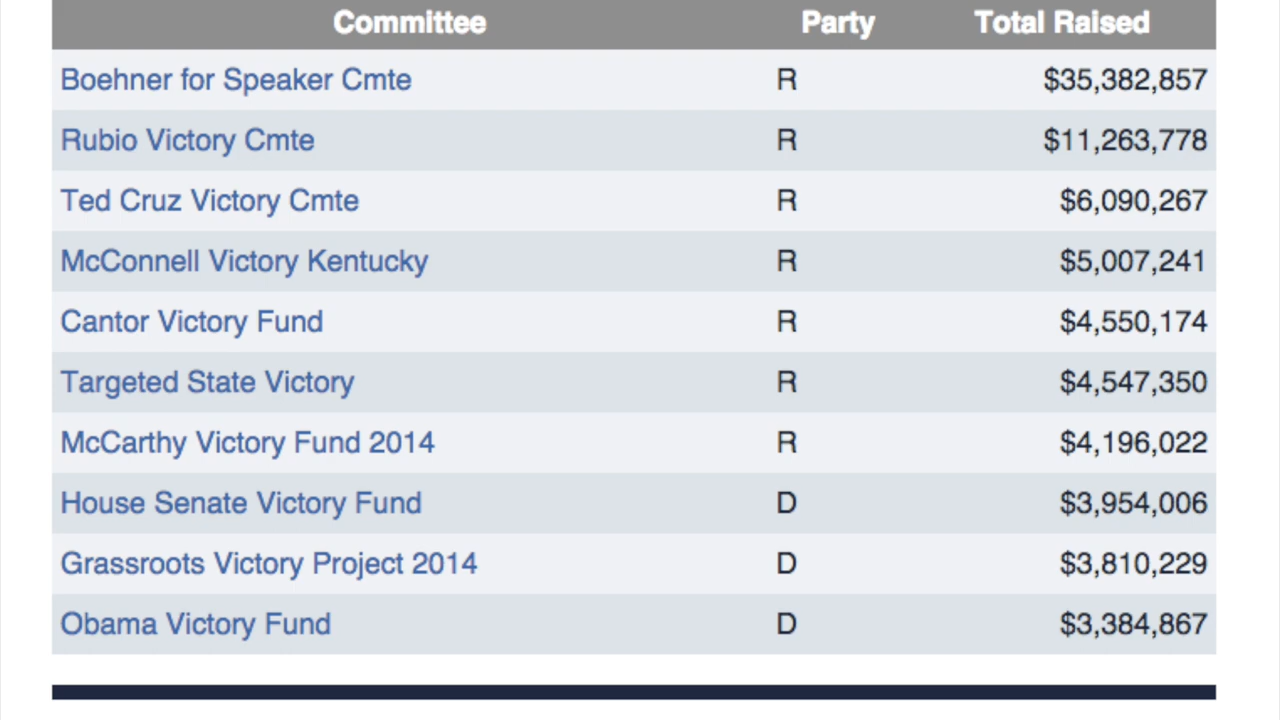 Committee Party Total Raised
Boehner for Speaker Cmte R $35,382,857
Rubio Victory Cmte R $11,263,778
Ted Cruz Victory Cmte R $6,090,267
McConnell Victory Kentucky R $5,007,241
Cantor Victory Fund R $4,550,174
Targeted State Victory R $4,547,350
McCarthy Victory Fund 2014 R $4,196,022
House Senate Victory Fund D $3,954,006
Grassroots Victory Project 2014 D $3,810,229
Obama Victory Fund D $3,384,867